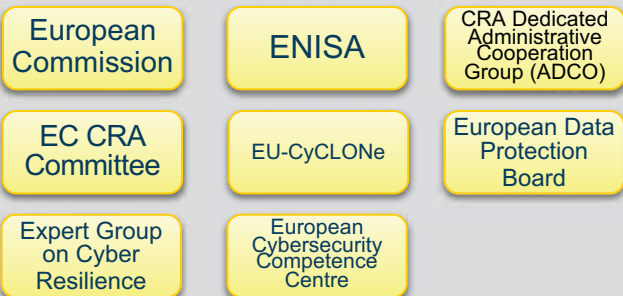 European
Commission
ENISA
CRA Dedicated
Administrative
Cooperation
Group (ADCO)
EC CRA
Committee
EU-CyCLONe
European Data
Protection
Board
Expert Group
on Cyber
Resilience
European
Cybersecurity
Competence
Centre